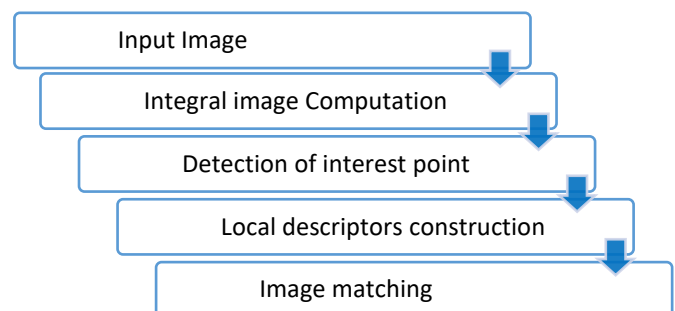 Input Image
Integral image Computation
Detection of interest point
Local descriptors construction
Image matching